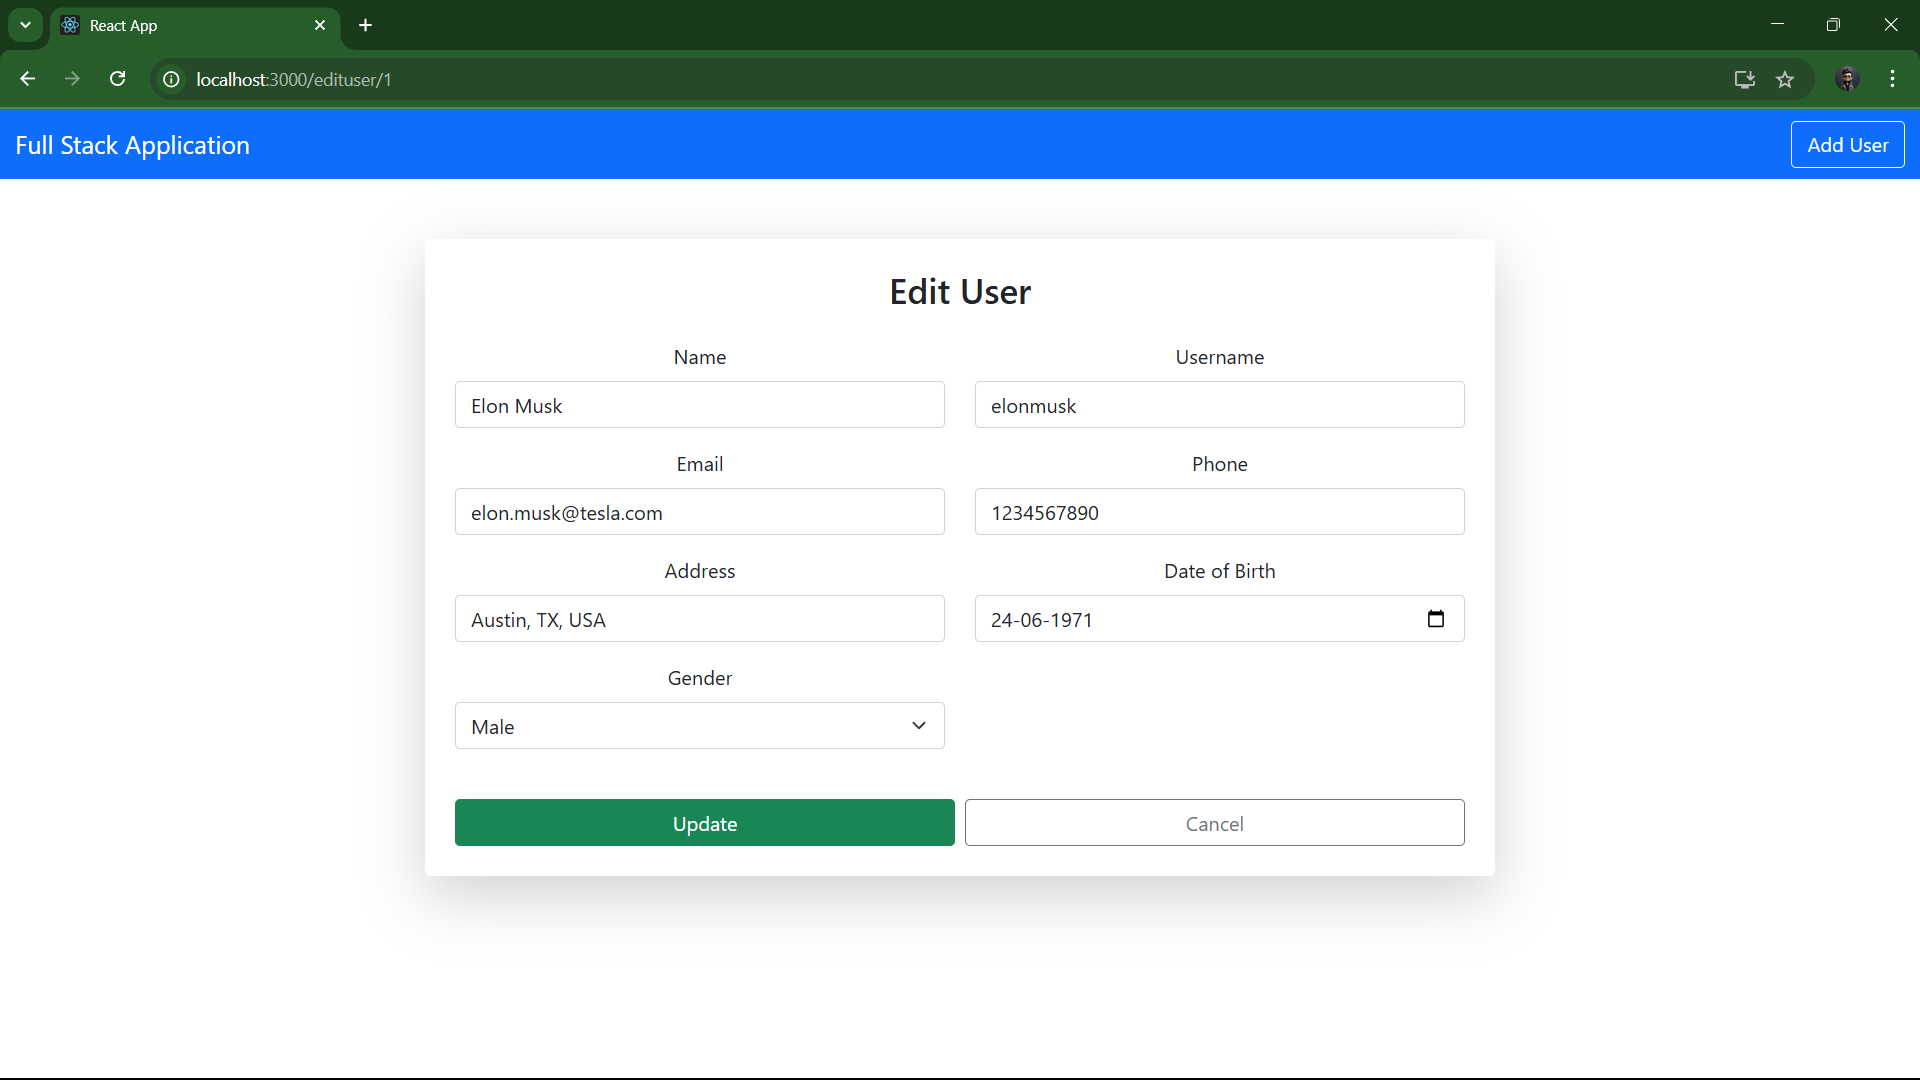 React App
localhost:3000/edituser/1
Full Stack Application
Add User
Edit User
Name
Username
Elon Musk
elonmusk
Email
Phone
elon.musk@tesla.com
1234567890
Address
Date of Birth
Austin, TX, USA
24-06-1971
Gender
Male
Update
Cancel